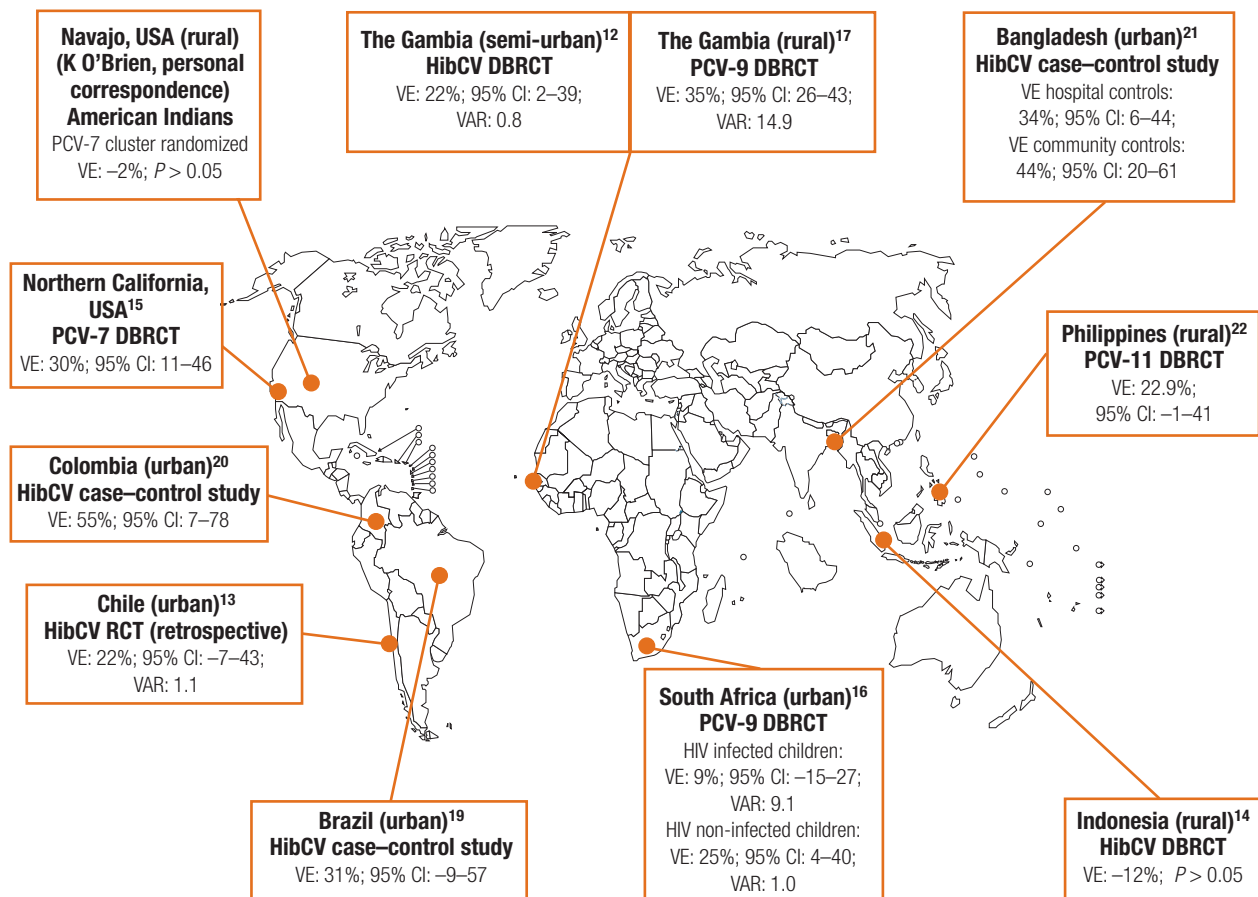 Navajo, USA (rural)
(K O'Brien, personal
correspondence)
American Indians
PCV-7 cluster randomized
VE: –2%; P > 0.05
The Gambia (semi-urban)12
HibCV DBRCT
VE: 22%; 95% CI: 2–39;
VAR: 0.8
The Gambia (rural)17
PCV-9 DBRCT
VE: 35%; 95% CI: 26–43;
VAR: 14.9
Bangladesh (urban)21
HibCV case–control study
VE hospital controls:
34%; 95% CI: 6–44;
VE community controls:
44%; 95% CI: 20–61
Northern California,
USA15
PCV-7 DBRCT
VE: 30%; 95% CI: 11–46
Philippines (rural)22
PCV-11 DBRCT
VE: 22.9%;
95% CI: –1–41
Colombia (urban)20
HibCV case–control study
VE: 55%; 95% CI: 7–78
Chile (urban)13
HibCV RCT (retrospective)
VE: 22%; 95% CI: –7–43;
VAR: 1.1
South Africa (urban)16
PCV-9 DBRCT
HIV infected children:
VE: 9%; 95% CI: –15–27;
VAR: 9.1
HIV non-infected children:
VE: 25%; 95% CI: 4–40;
VAR: 1.0
Brazil (urban)19
HibCV case–control study
VE: 31%; 95% CI: –9–57
Indonesia (rural)14
HibCV DBRCT
VE: –12%; P > 0.05